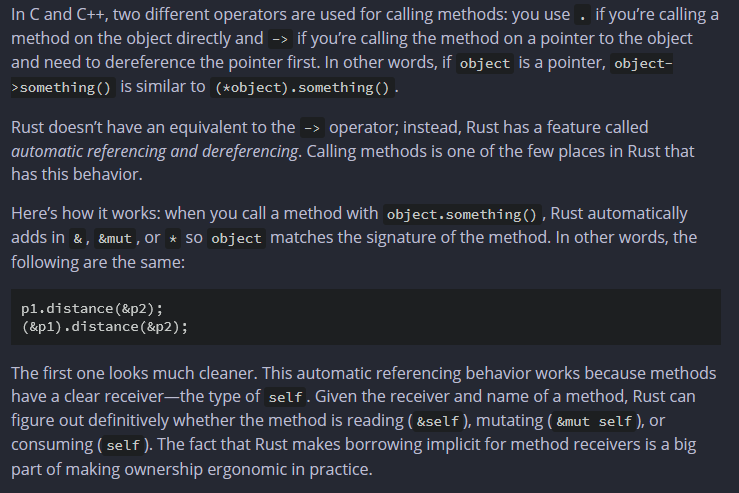 In C and C++, two different operators are used for calling methods: you use . if you’re calling a
method on the object directly and -> if you’re calling the method on a pointer to the object
and need to dereference the pointer first. In other words, if object is a pointer, object-
>something() is similar to (*object).something().
Rust doesn’t have an equivalent to the -> operator; instead, Rust has a feature called
automatic referencing and dereferencing. Calling methods is one of the few places in Rust that
has this behavior.
Here’s how it works: when you call a method with object.something(), Rust automatically
adds in &, &mut, or * so object matches the signature of the method. In other words, the
following are the same:
p1.distance(&p2);
(&p1).distance(&p2);
The first one looks much cleaner. This automatic referencing behavior works because methods
have a clear receiver—the type of self. Given the receiver and name of a method, Rust can
figure out definitively whether the method is reading (&self), mutating (&mut self), or
consuming (self). The fact that Rust makes borrowing implicit for method receivers is a big
part of making ownership ergonomic in practice.